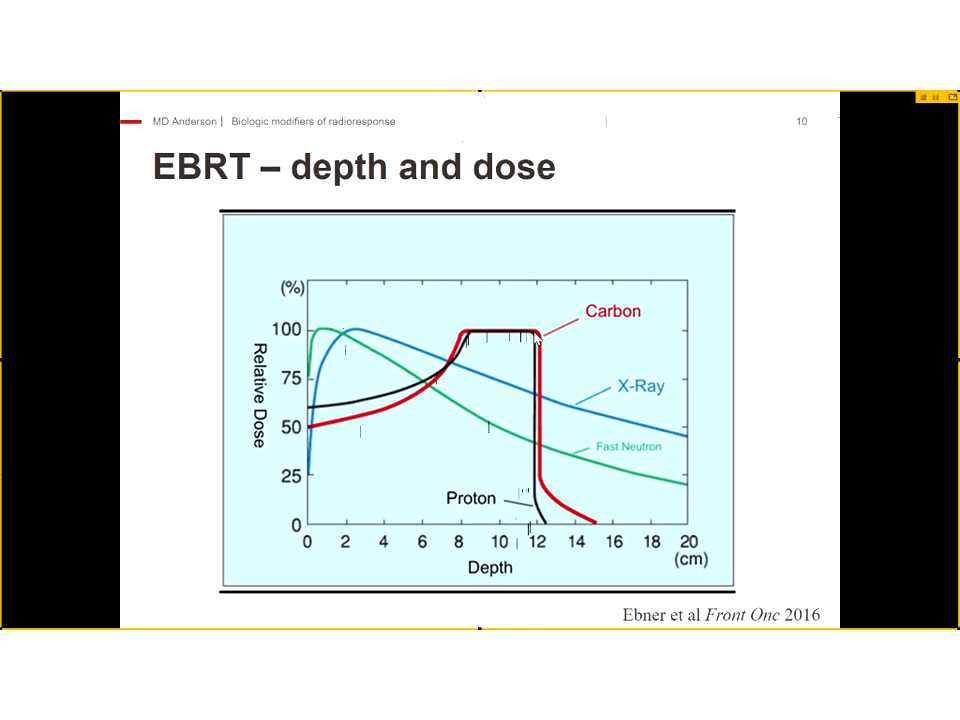 MD Anderson | Biologic modifiers of radioresponse
10
EBRT – depth and dose
(%)
100
75
50
25
0
Relative Dose
Carbon
X-Ray
Fast Neutron
Proton
0 2 4 6 8 10 12 14 16 18 20
(cm)
Depth
Ebner et al Front Onc 2016